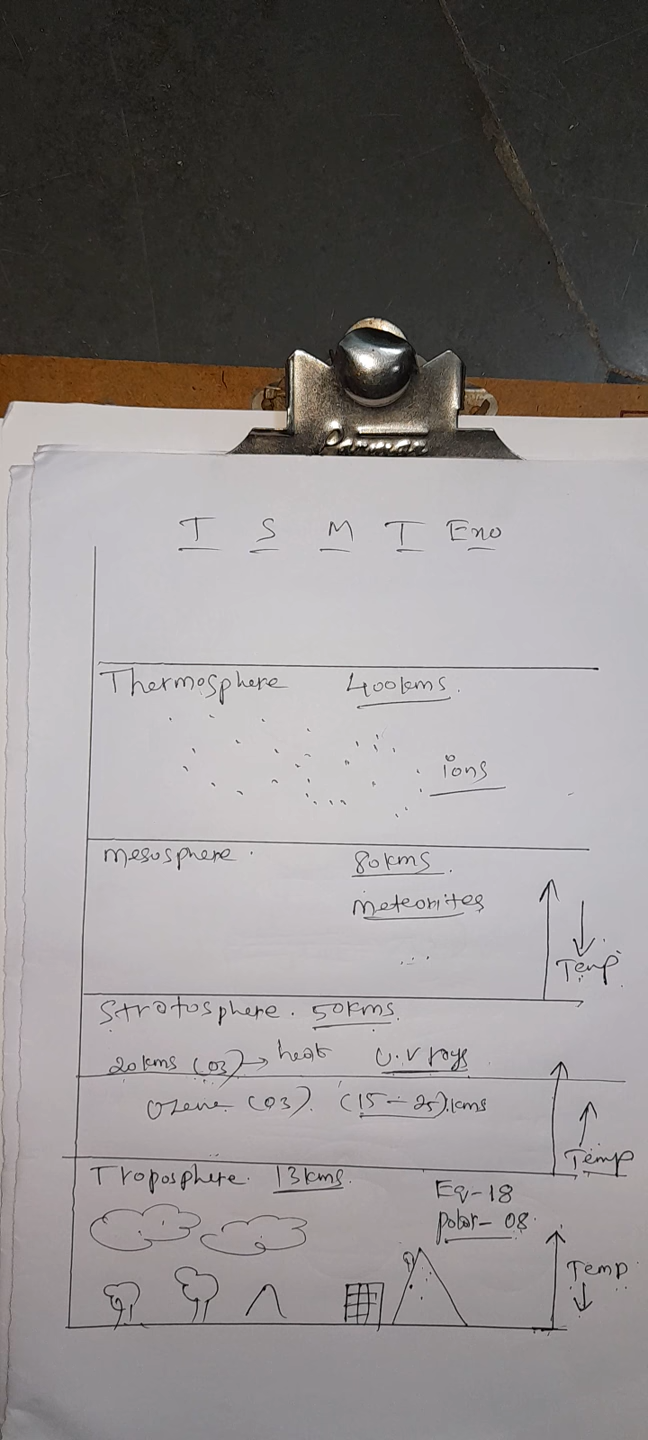 T S M T Exo
Thermosphere 400kms.
ions
mesosphere. 80kms.
meteorites
Temp
Stratosphere. 50kms.
20kms (O3) → heat U.V rays
Ozone (O3). (15-25).kms
Temp
Troposphere. 13kms.
Eq-18
polar-08.
Temp